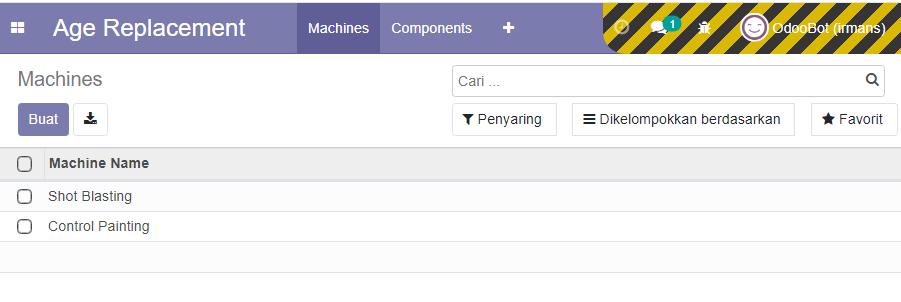 Age Replacement Machines Components 1 OdooBot (irmans)
Machines
Cari ...
Buat Penyaring Dikelompokkan berdasarkan Favorit
Machine Name
Shot Blasting
Control Painting